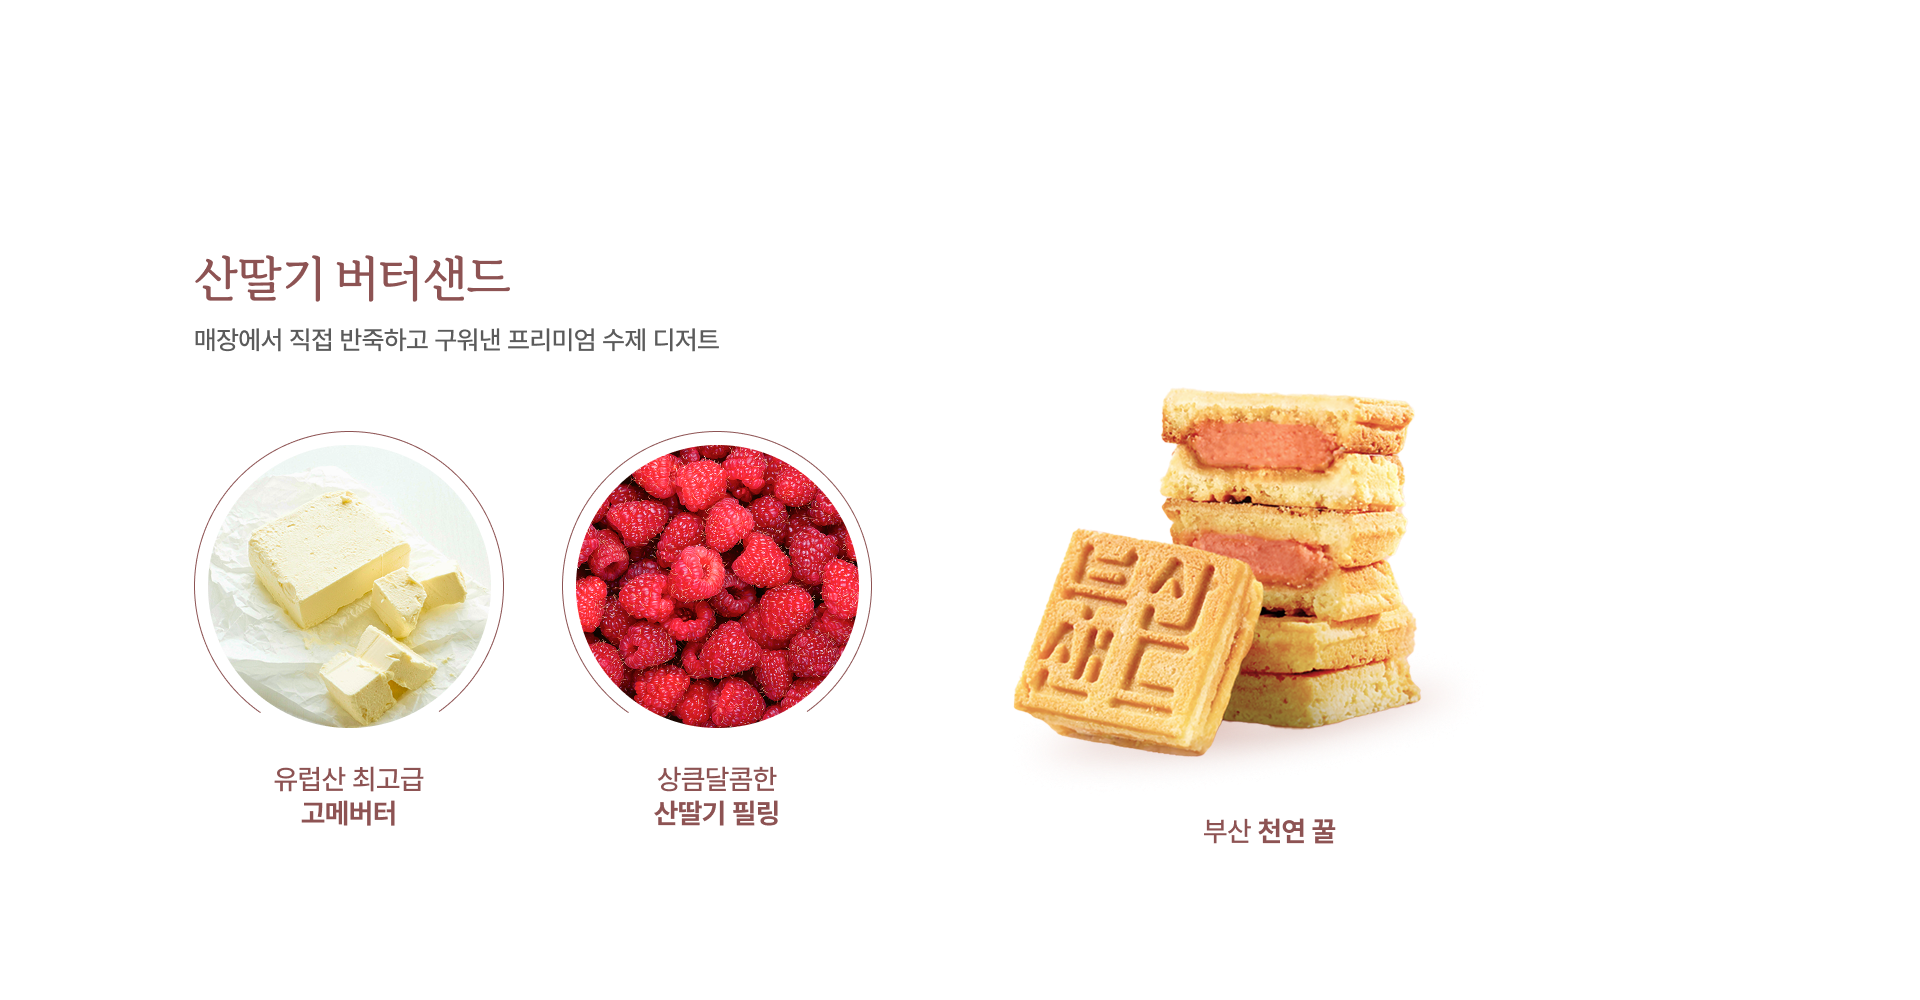 산딸기 버터샌드
매장에서 직접 반죽하고 구워낸 프리미엄 수제 디저트
유럽산 최고급
고메버터
상큼달콤한
산딸기 필링
부산
샌드
부산 천연 꿀